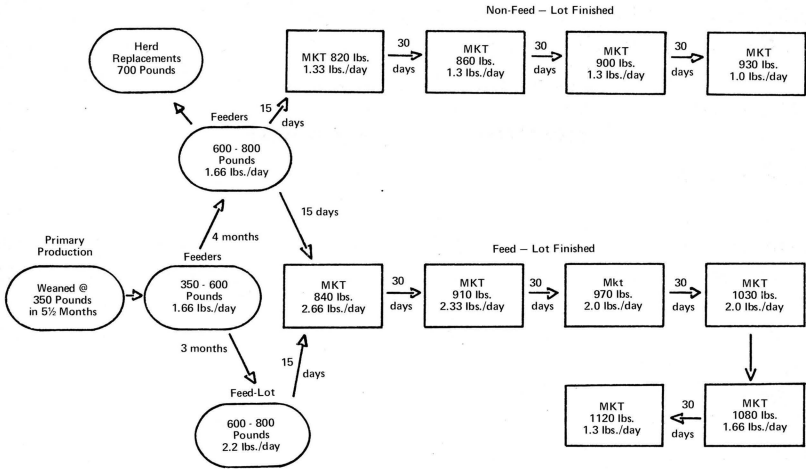 Non-Feed – Lot Finished
Herd
Replacements
700 Pounds
MKT 820 lbs.
1.33 lbs./day
30
days
MKT
860 lbs.
1.3 lbs./day
30
days
MKT
900 lbs.
1.3 lbs./day
30
days
MKT
930 lbs.
1.0 lbs./day
15
days
Feeders
600 - 800
Pounds
1.66 lbs./day
15 days
4 months
Primary
Production
Weaned @
350 Pounds
in 5½ Months
Feeders
350 - 600
Pounds
1.66 lbs./day
Feed – Lot Finished
MKT
840 lbs.
2.66 lbs./day
30
days
MKT
910 lbs.
2.33 lbs./day
30
days
Mkt
970 lbs.
2.0 lbs./day
30
days
MKT
1030 lbs.
2.0 lbs./day
3 months
15
days
Feed-Lot
600 - 800
Pounds
2.2 lbs./day
MKT
1120 lbs.
1.3 lbs./day
30
days
MKT
1080 lbs.
1.66 lbs./day